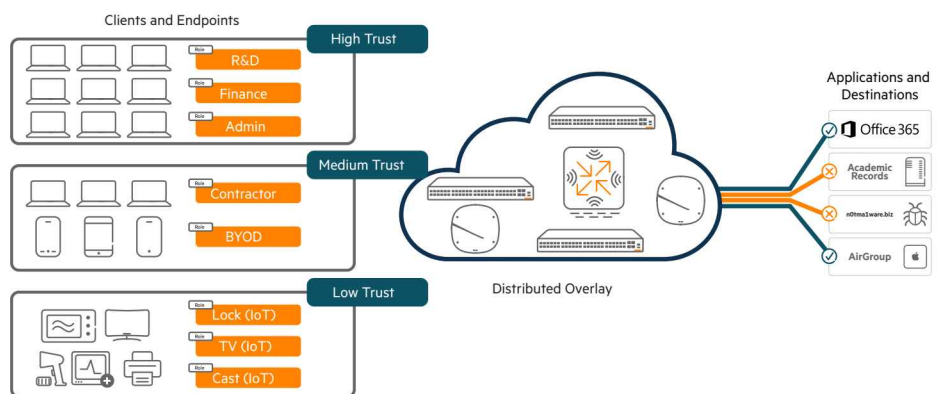 Clients and Endpoints
High Trust
Role
R&D
Role
Finance
Role
Admin
Medium Trust
Role
Contractor
Role
BYOD
Low Trust
Role
Lock (IoT)
Role
TV (IoT)
Role
Cast (IoT)
Distributed Overlay
Applications and
Destinations
Office 365
Academic
Records
n0tma1ware.biz
AirGroup